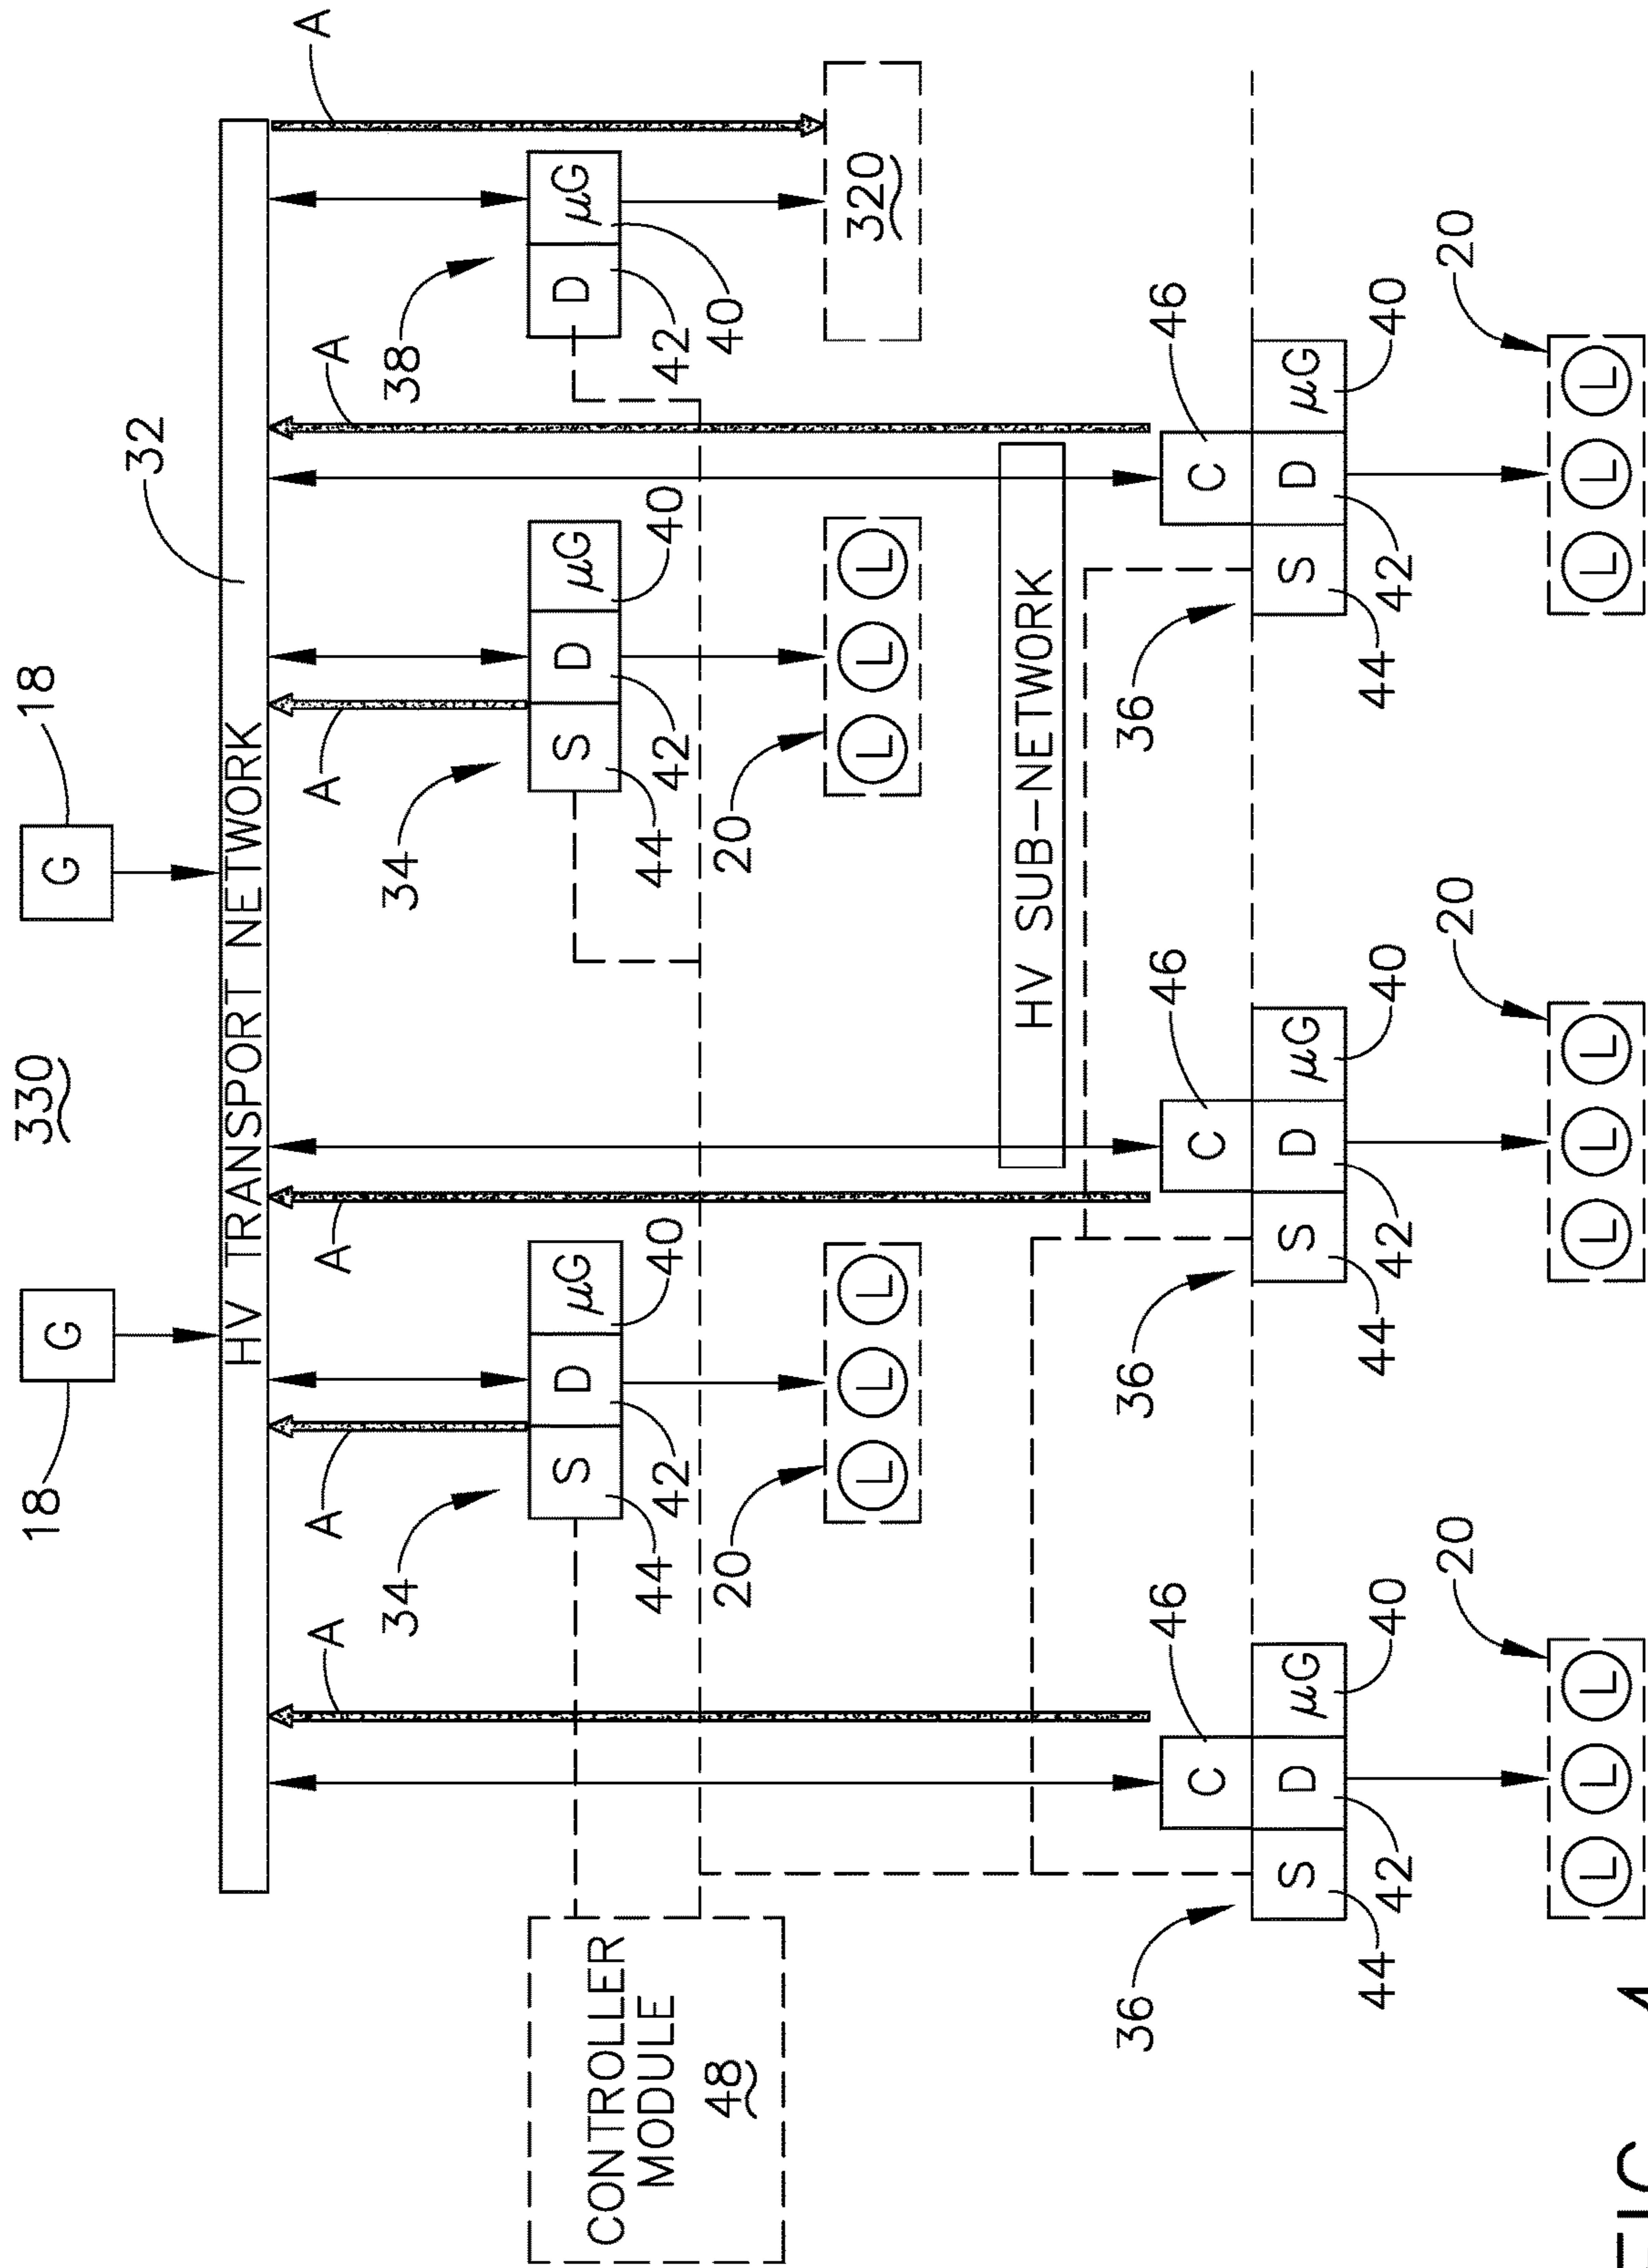 18
G
330
G
18
32
HV TRANSPORT NETWORK
A
A
A
A
A
A
34
34
38
S D µG
S D µG
D µG
CONTROLLER
MODULE
48
44 42 40
44 42 40
42 40
20
20
L L L
L L L
320
HV SUB-NETWORK
36
46
36
46
36
46
C
C
C
S D µG
S D µG
S D µG
44 42 40
44 42 40
44 42 40
20
20
20
L L L
L L L
L L L